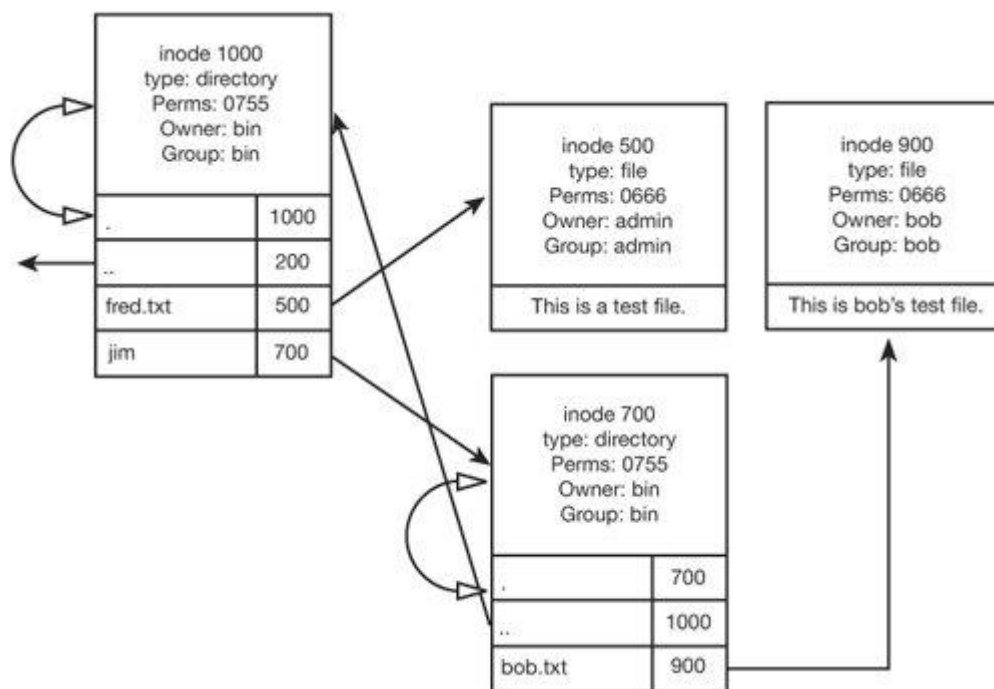 inode 1000
type: directory
Perms: 0755
Owner: bin
Group: bin
. 1000
.. 200
fred.txt 500
jim 700
inode 500
type: file
Perms: 0666
Owner: admin
Group: admin
This is a test file.
inode 900
type: file
Perms: 0666
Owner: bob
Group: bob
This is bob's test file.
inode 700
type: directory
Perms: 0755
Owner: bin
Group: bin
. 700
.. 1000
bob.txt 900